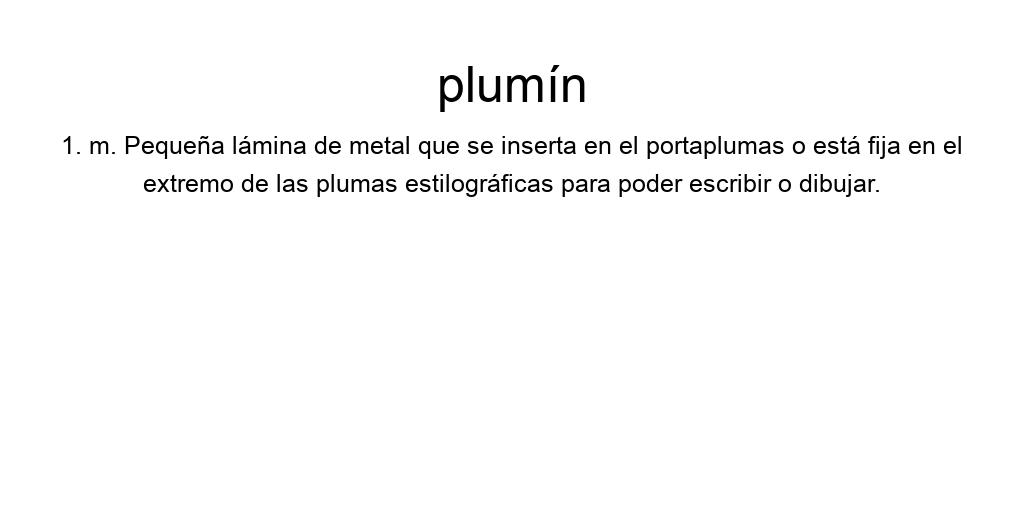 plumín
1. m. Pequeña lámina de metal que se inserta en el portaplumas o está fija en el
extremo de las plumas estilográficas para poder escribir o dibujar.